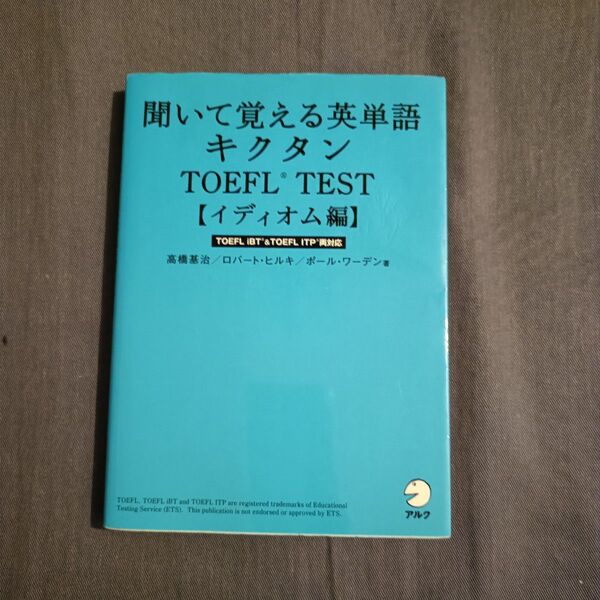 聞いて覚える英単語
キクタン
TOEFL® TEST
【イディオム編】
TOEFL iBT®&TOEFL ITP®両対応
高橋基治/ロバート・ヒルキ/ポール・ワーデン 著
TOEFL, TOEFL iBT and TOEFL ITP are registered trademarks of Educational
Testing Service (ETS). This publication is not endorsed or approved by ETS.
アルク